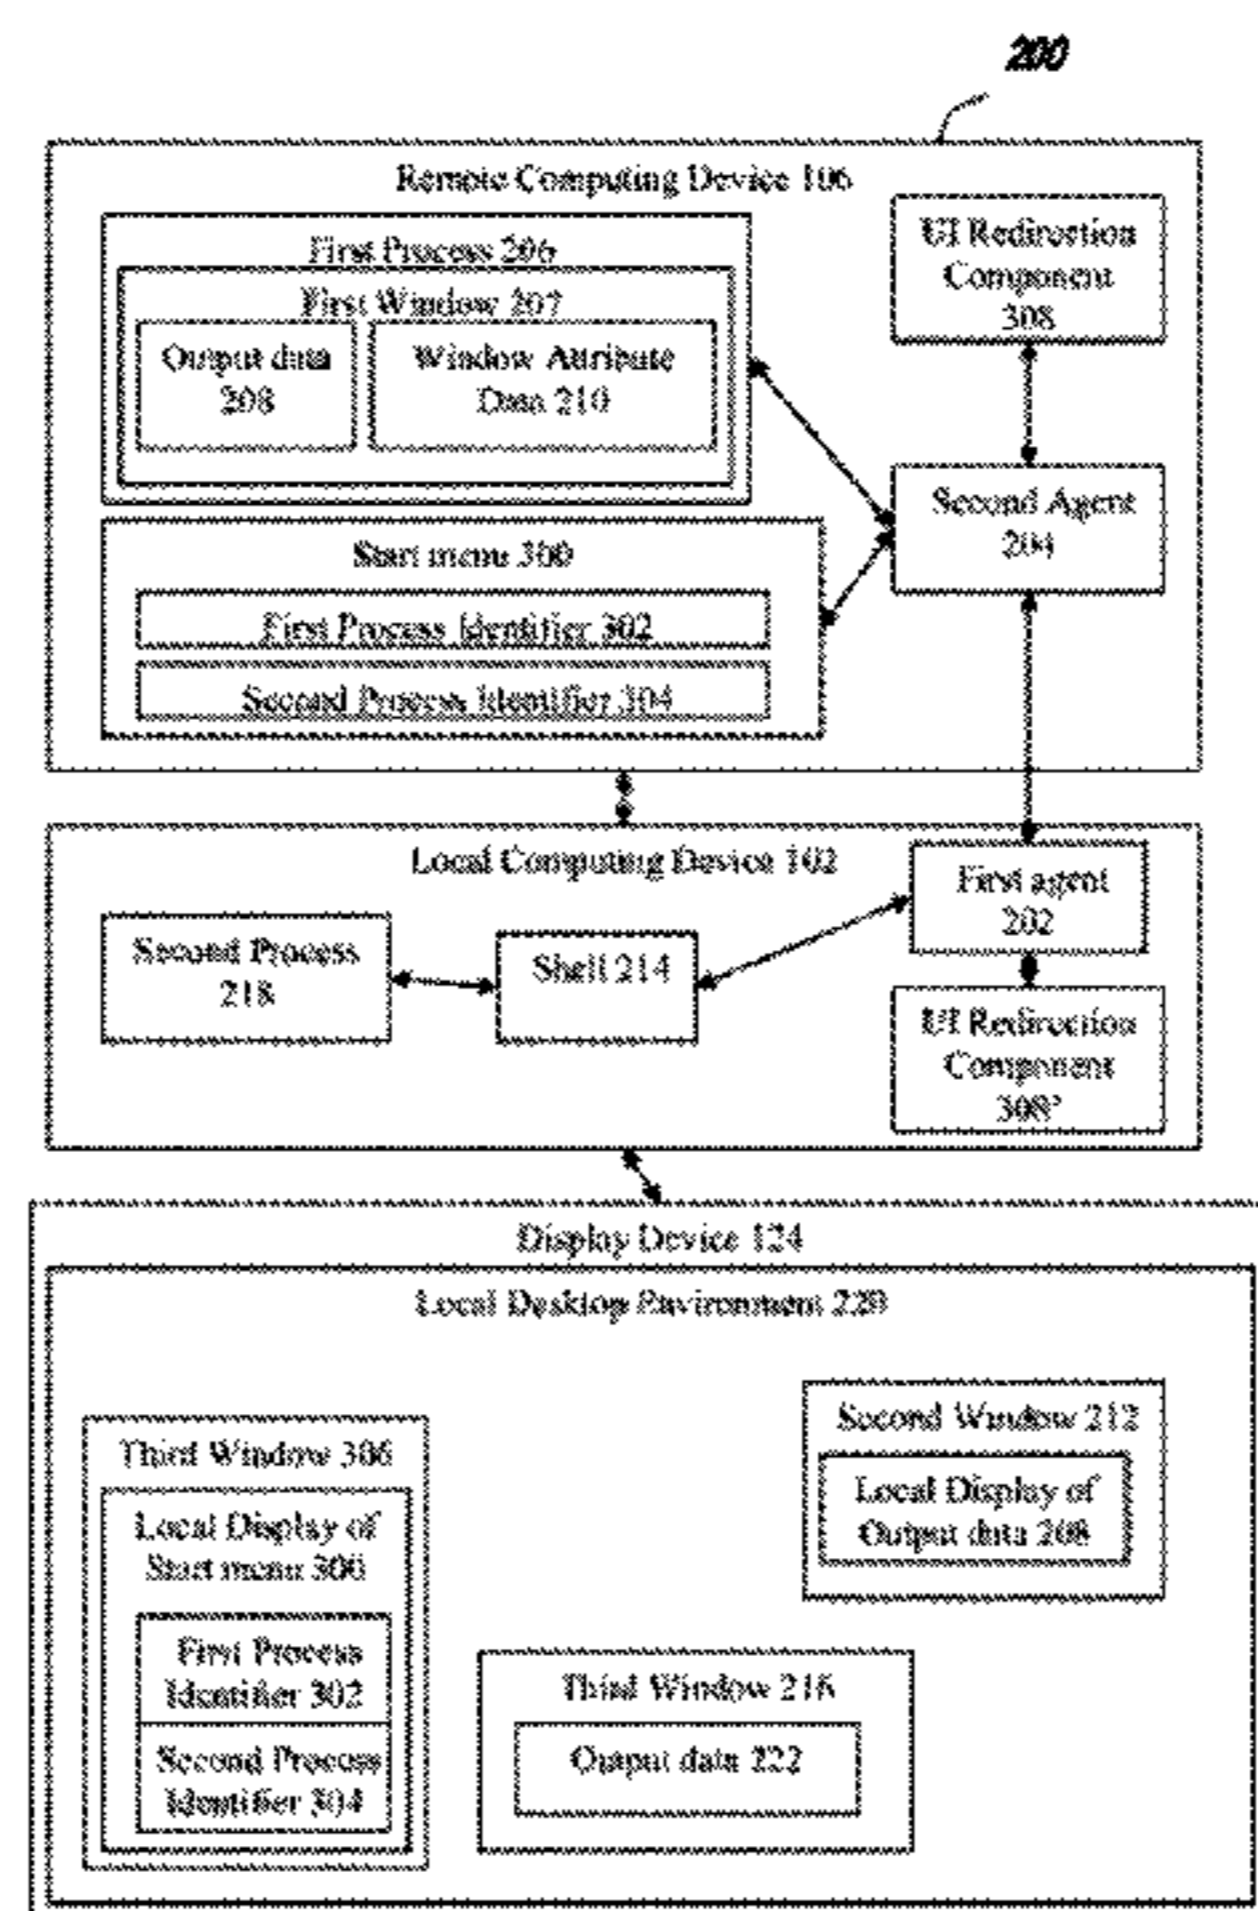 200
Remote Computing Device 106
First Process 206
First Window 207
Output data
208
Window Attribute
Data 210
UI Redirection
Component
308
Second Agent
204
Start menu 300
First Process Identifier 302
Second Process Identifier 304
Local Computing Device 102
First agent
202
Second Process
218
Shell 214
UI Redirection
Component
308'
Display Device 124
Local Desktop Environment 220
Second Window 212
Local Display of
Output data 208
Third Window 306
Local Display of
Start menu 300
First Process
Identifier 302
Second Process
Identifier 304
Third Window 216
Output data 222